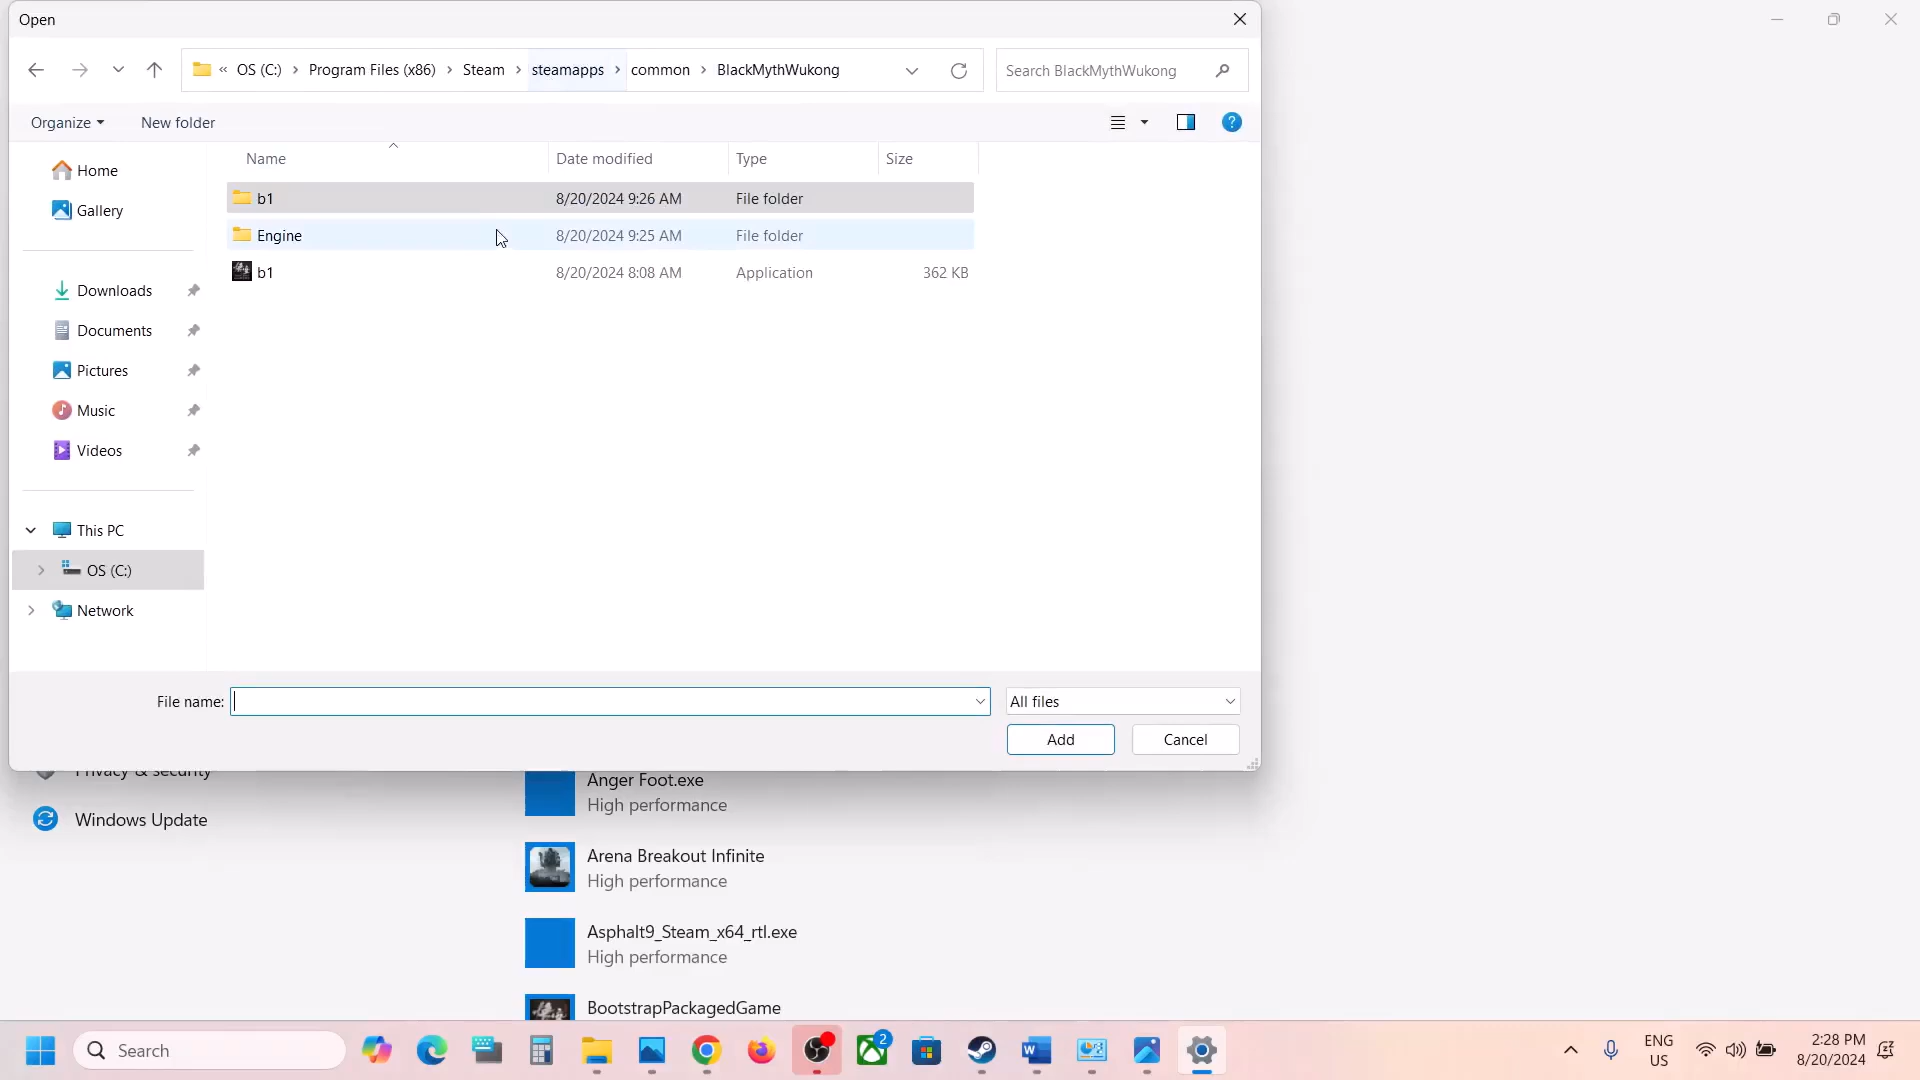 Open
« OS (C:) > Program Files (x86) > Steam > steamapps > common > BlackMythWukong
Search BlackMythWukong
Organize
New folder
Name Date modified Type Size
Home
Gallery
Downloads
Documents
Pictures
Music
Videos
This PC
OS (C:)
Network
b1 8/20/2024 9:26 AM File folder
Engine 8/20/2024 9:25 AM File folder
b1 8/20/2024 8:08 AM Application 362 KB
File name:
All files
Add
Cancel
Privacy & security
Windows Update
Anger Foot.exe
High performance
Arena Breakout Infinite
High performance
Asphalt9_Steam_x64_rtl.exe
High performance
BootstrapPackagedGame
Search
2
ENG
US
2:28 PM
8/20/2024